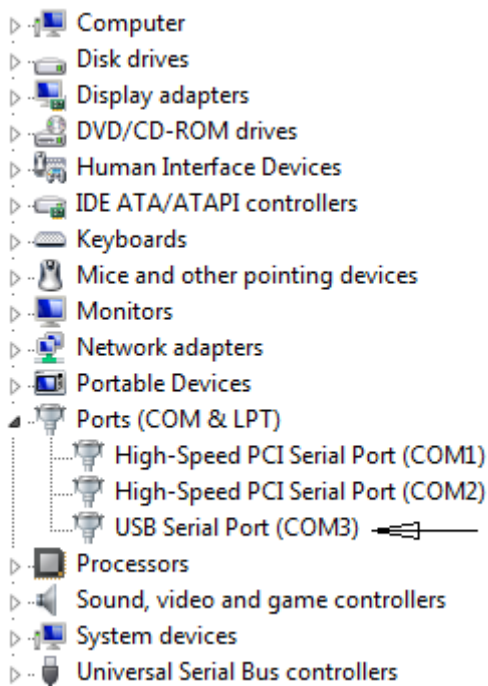 Computer
Disk drives
Display adapters
DVD/CD-ROM drives
Human Interface Devices
IDE ATA/ATAPI controllers
Keyboards
Mice and other pointing devices
Monitors
Network adapters
Portable Devices
Ports (COM & LPT)
High-Speed PCI Serial Port (COM1)
High-Speed PCI Serial Port (COM2)
USB Serial Port (COM3)
Processors
Sound, video and game controllers
System devices
Universal Serial Bus controllers